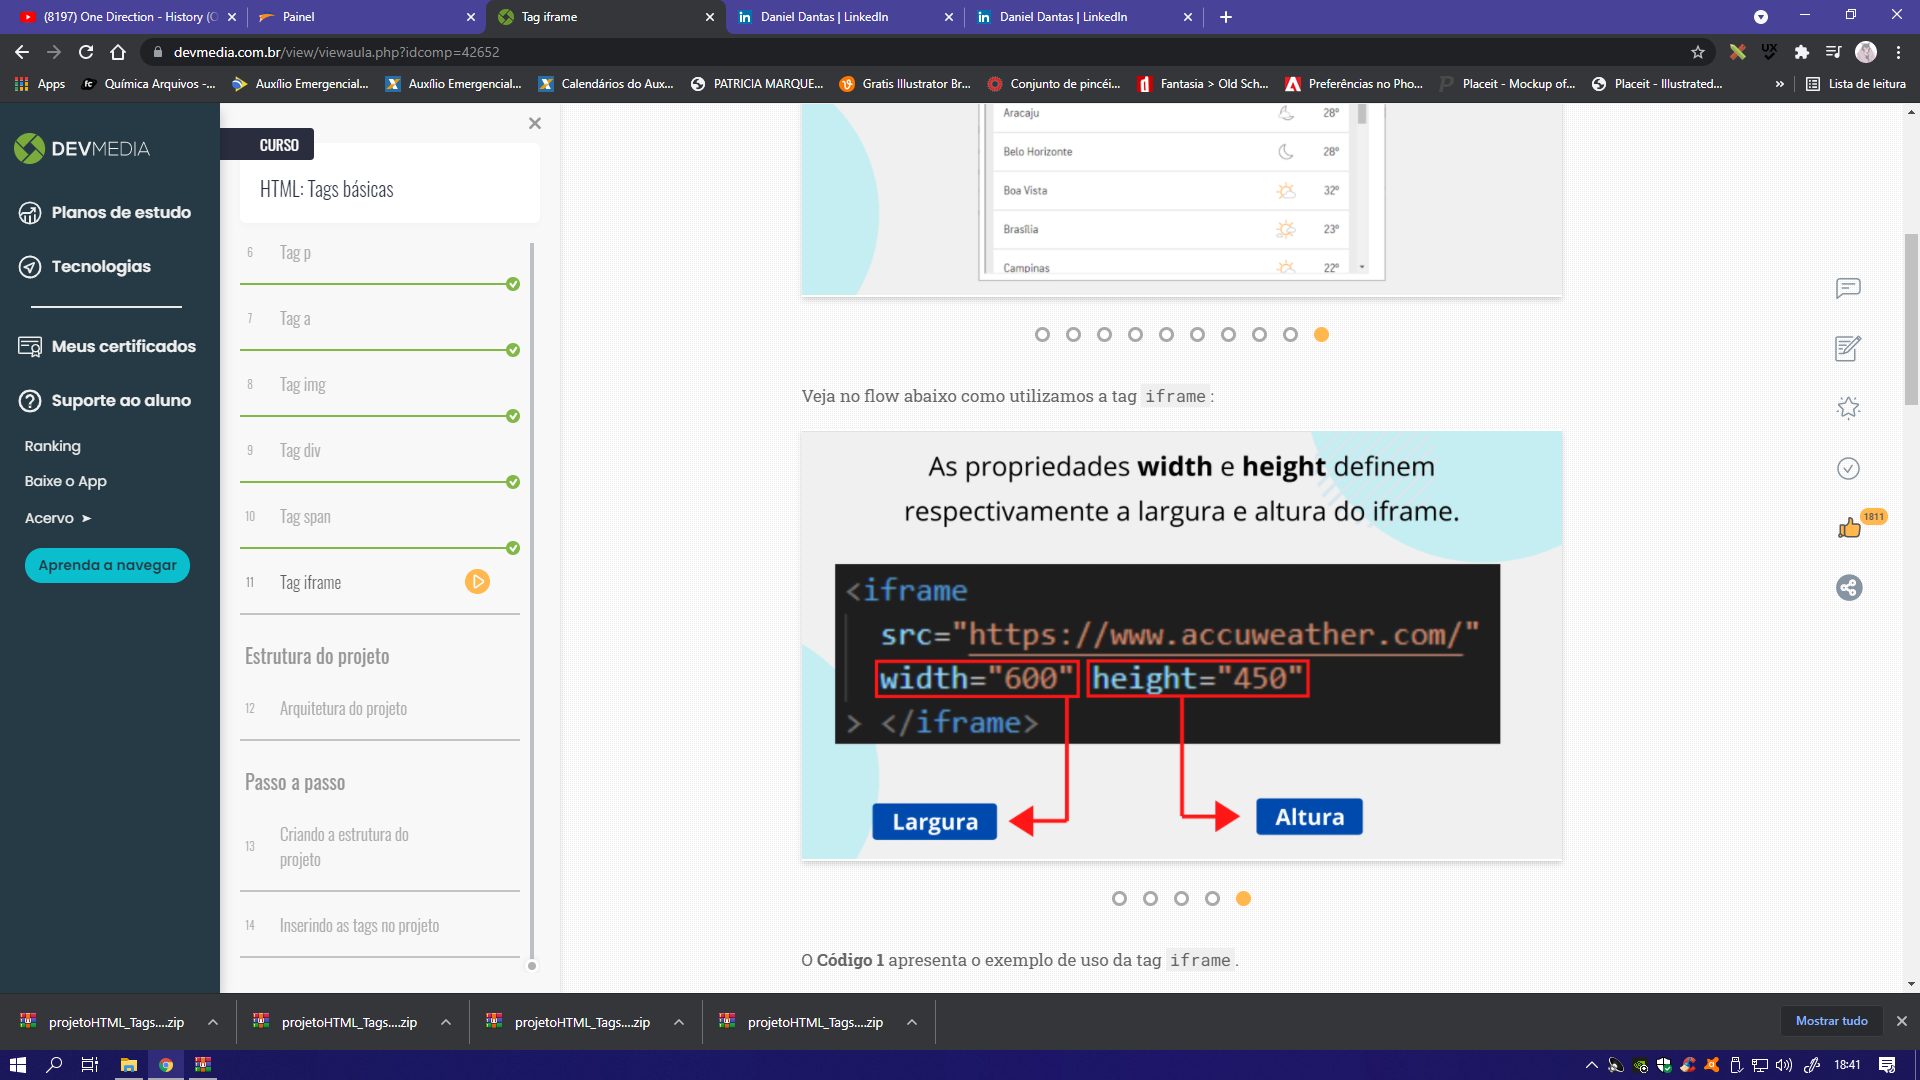 (8197) One Direction - History (O
Painel
Tag iframe
Daniel Dantas | LinkedIn
Daniel Dantas | LinkedIn
devmedia.com.br/view/viewaula.php?idcomp=42652
Apps
Química Arquivos -...
Auxílio Emergencial...
Auxílio Emergencial...
Calendários do Aux...
PATRICIA MARQUE...
Gratis Illustrator Br...
Conjunto de pincéi...
Fantasia > Old Sch...
Preferências no Pho...
Placeit - Mockup of...
Placeit - Illustrated...
»
Lista de leitura
DEVMEDIA
Planos de estudo
Tecnologias
Meus certificados
Suporte ao aluno
Ranking
Baixe o App
Acervo ➤
Aprenda a navegar
CURSO
HTML: Tags básicas
6 Tag p
7 Tag a
8 Tag img
9 Tag div
10 Tag span
11 Tag iframe
Estrutura do projeto
12 Arquitetura do projeto
Passo a passo
13 Criando a estrutura do
projeto
14 Inserindo as tags no projeto
Aracaju 28º
Belo Horizonte 28º
Boa Vista 32º
Brasília 23º
Campinas 22º
Veja no flow abaixo como utilizamos a tag iframe:
As propriedades width e height definem
respectivamente a largura e altura do iframe.
<iframe
src="https://www.accuweather.com/"
width="600" height="450"
> </iframe>
Largura
Altura
O Código 1 apresenta o exemplo de uso da tag iframe.
1811
projetoHTML_Tags....zip
projetoHTML_Tags....zip
projetoHTML_Tags....zip
projetoHTML_Tags....zip
Mostrar tudo
18:41